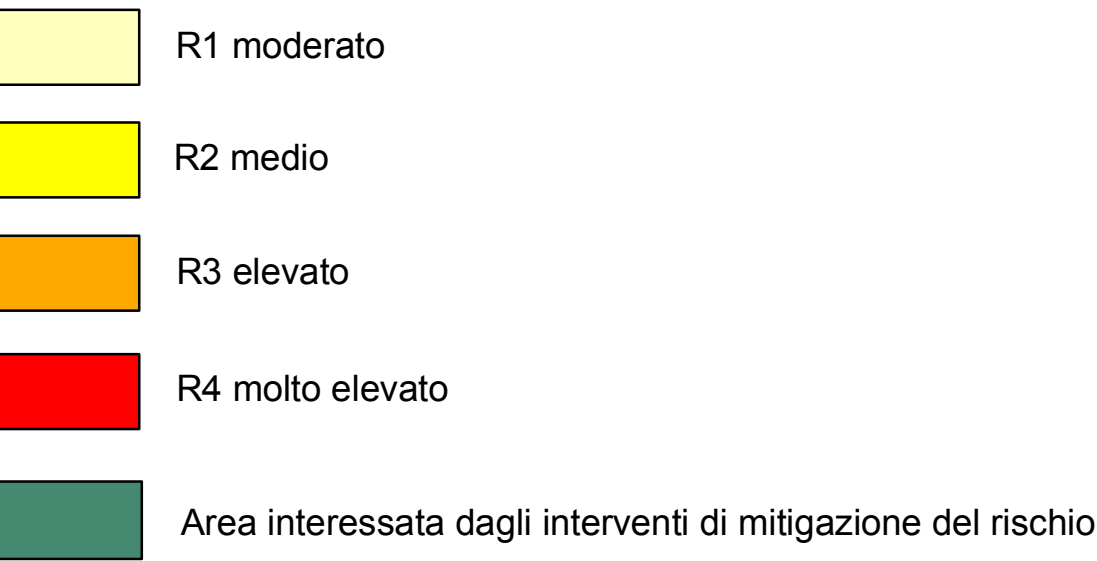 R1 moderato
R2 medio
R3 elevato
R4 molto elevato
Area interessata dagli interventi di mitigazione del rischio